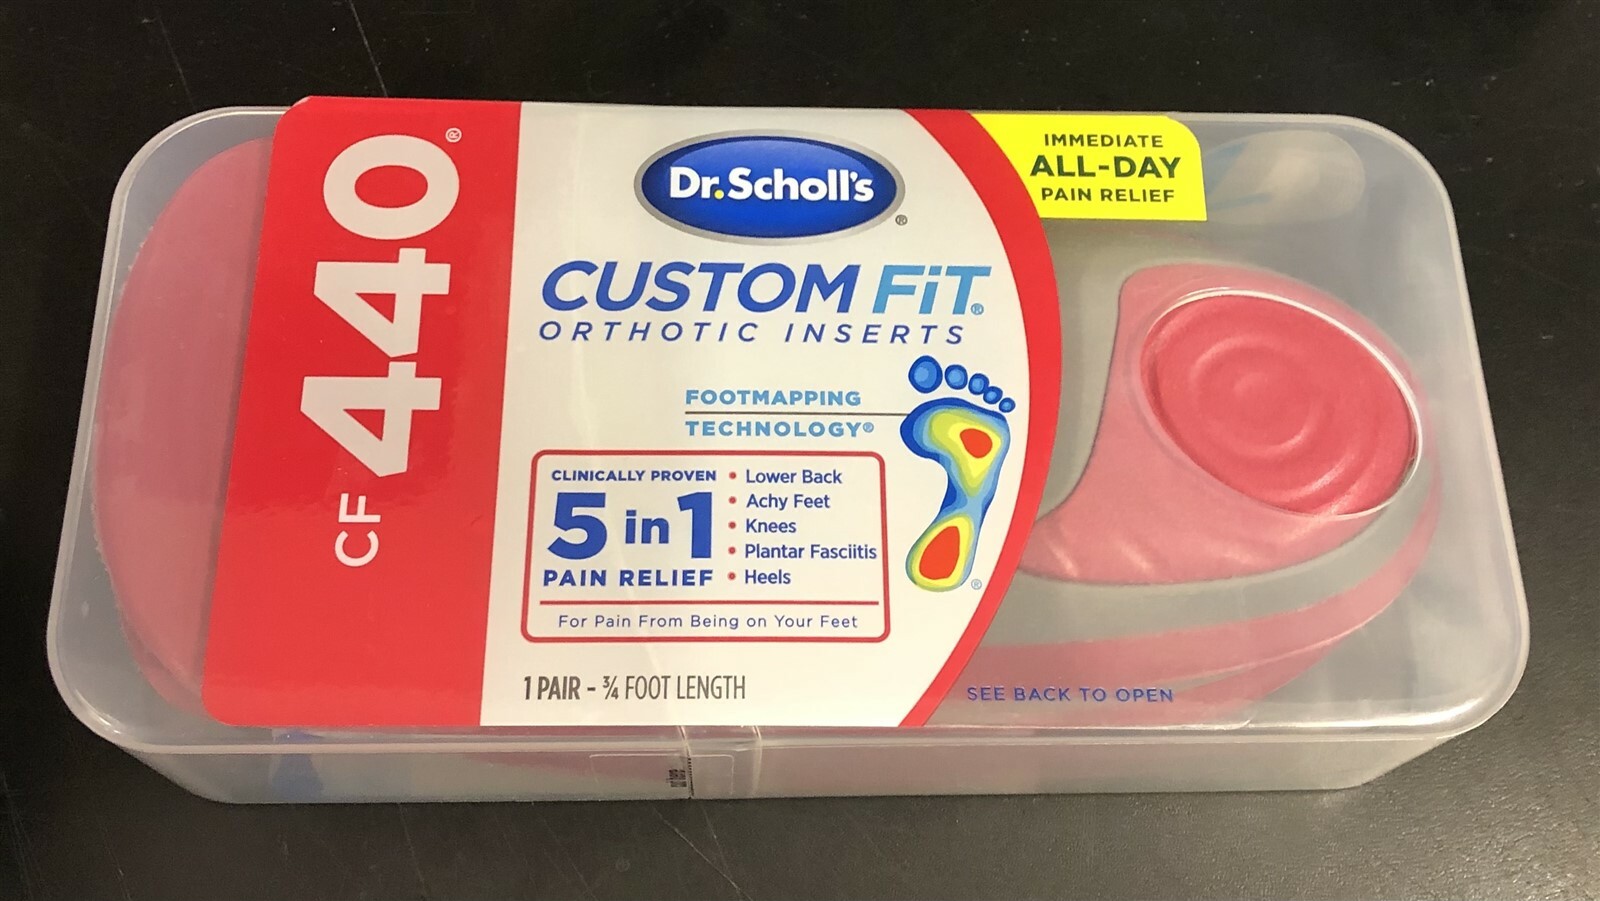 CF 440®
Dr.Scholl's®
CUSTOM FiT®
ORTHOTIC INSERTS
FOOTMAPPING
TECHNOLOGY®
CLINICALLY PROVEN
5 in 1
PAIN RELIEF
• Lower Back
• Achy Feet
• Knees
• Plantar Fasciitis
• Heels
For Pain From Being on Your Feet
®
1 PAIR - ¾ FOOT LENGTH
IMMEDIATE
ALL-DAY
PAIN RELIEF
SEE BACK TO OPEN